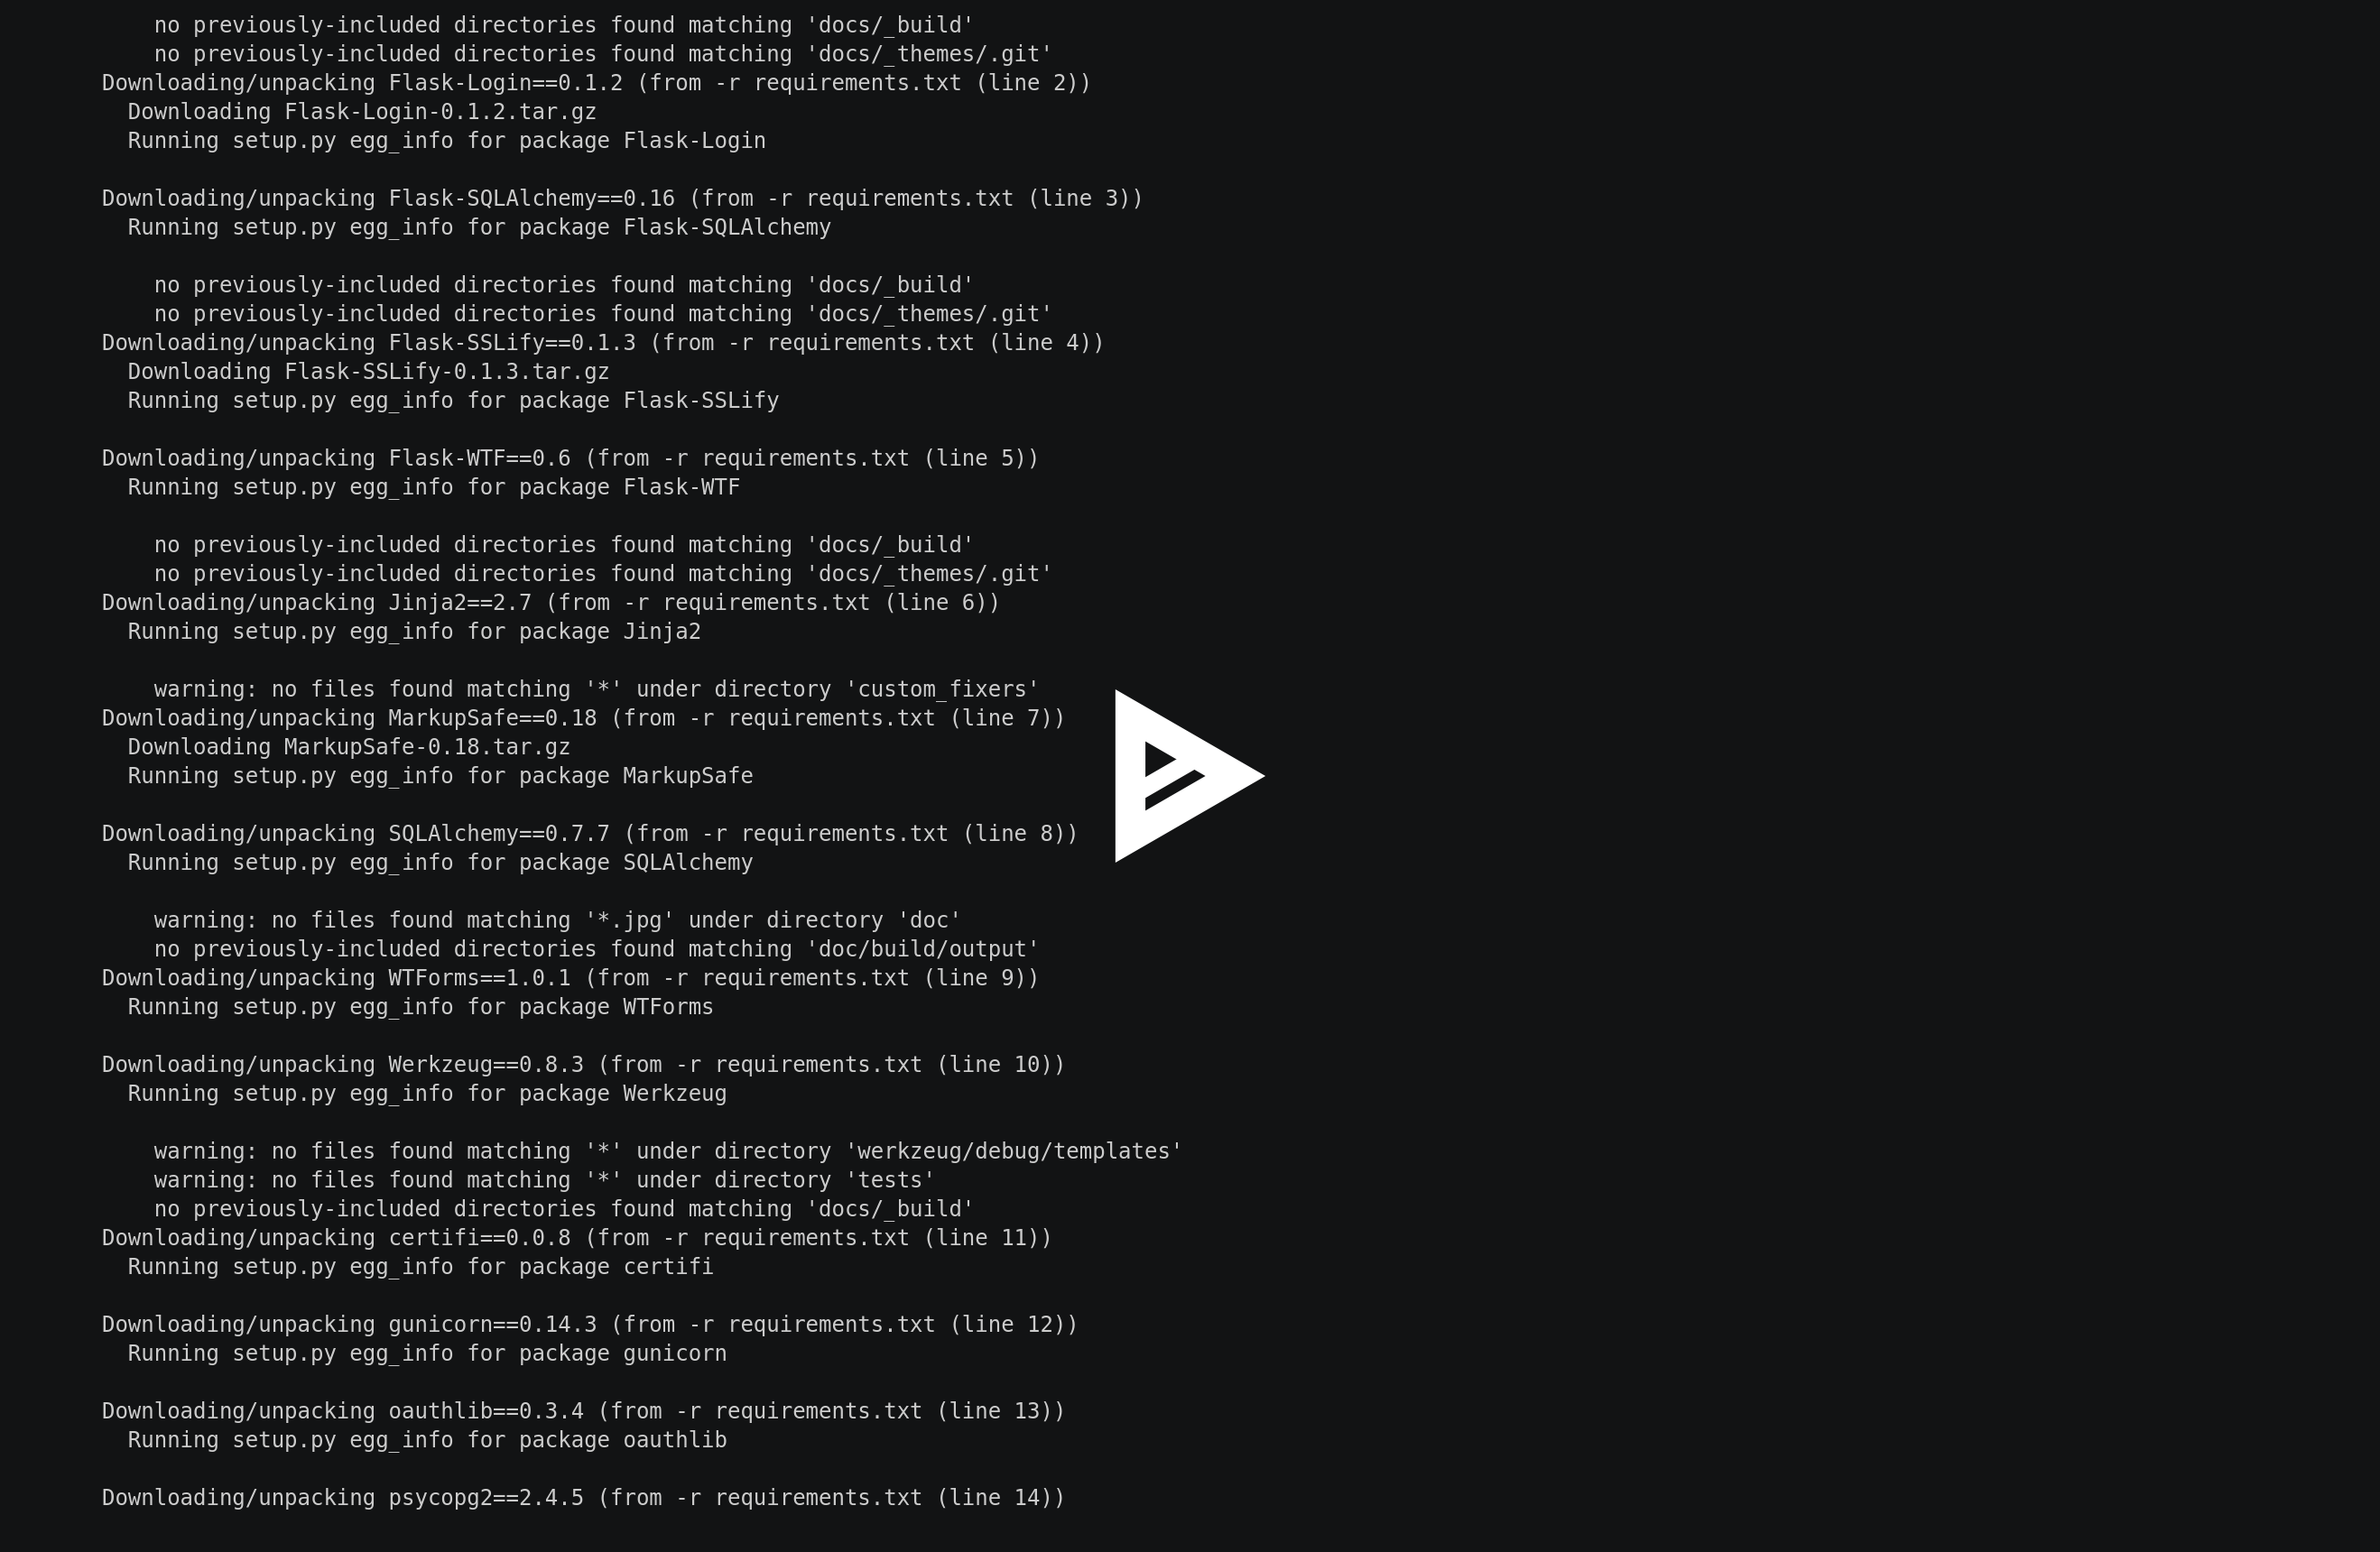 no previously-included directories found matching 'docs/_build'
no previously-included directories found matching 'docs/_themes/.git'
Downloading/unpacking Flask-Login==0.1.2 (from -r requirements.txt (line 2))
Downloading Flask-Login-0.1.2.tar.gz
Running setup.py egg_info for package Flask-Login
Downloading/unpacking Flask-SQLAlchemy==0.16 (from -r requirements.txt (line 3))
Running setup.py egg_info for package Flask-SQLAlchemy
no previously-included directories found matching 'docs/_build'
no previously-included directories found matching 'docs/_themes/.git'
Downloading/unpacking Flask-SSLify==0.1.3 (from -r requirements.txt (line 4))
Downloading Flask-SSLify-0.1.3.tar.gz
Running setup.py egg_info for package Flask-SSLify
Downloading/unpacking Flask-WTF==0.6 (from -r requirements.txt (line 5))
Running setup.py egg_info for package Flask-WTF
no previously-included directories found matching 'docs/_build'
no previously-included directories found matching 'docs/_themes/.git'
Downloading/unpacking Jinja2==2.7 (from -r requirements.txt (line 6))
Running setup.py egg_info for package Jinja2
warning: no files found matching '*' under directory 'custom_fixers'
Downloading/unpacking MarkupSafe==0.18 (from -r requirements.txt (line 7))
Downloading MarkupSafe-0.18.tar.gz
Running setup.py egg_info for package MarkupSafe
Downloading/unpacking SQLAlchemy==0.7.7 (from -r requirements.txt (line 8))
Running setup.py egg_info for package SQLAlchemy
warning: no files found matching '*.jpg' under directory 'doc'
no previously-included directories found matching 'doc/build/output'
Downloading/unpacking WTForms==1.0.1 (from -r requirements.txt (line 9))
Running setup.py egg_info for package WTForms
Downloading/unpacking Werkzeug==0.8.3 (from -r requirements.txt (line 10))
Running setup.py egg_info for package Werkzeug
warning: no files found matching '*' under directory 'werkzeug/debug/templates'
warning: no files found matching '*' under directory 'tests'
no previously-included directories found matching 'docs/_build'
Downloading/unpacking certifi==0.0.8 (from -r requirements.txt (line 11))
Running setup.py egg_info for package certifi
Downloading/unpacking gunicorn==0.14.3 (from -r requirements.txt (line 12))
Running setup.py egg_info for package gunicorn
Downloading/unpacking oauthlib==0.3.4 (from -r requirements.txt (line 13))
Running setup.py egg_info for package oauthlib
Downloading/unpacking psycopg2==2.4.5 (from -r requirements.txt (line 14))